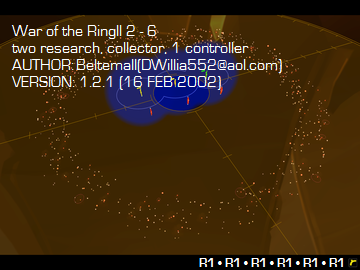 War of the RingII 2 - 6
two research, collector, 1 controller
AUTHOR: Beltemall(DWillia552@aol.com)
VERSION: 1.2.1 (16 FEB 2002)
R1 • R1 • R1 • R1 • R1 • R1 r